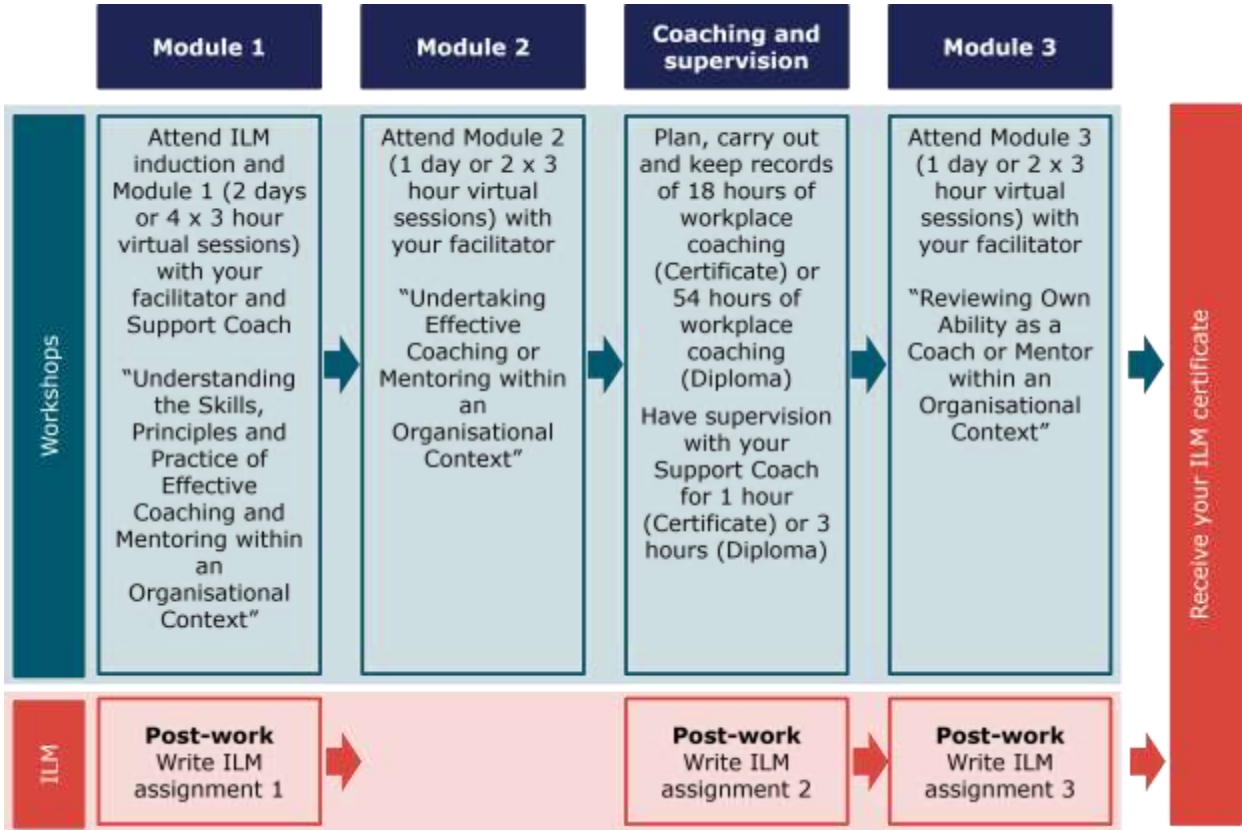 Module 1
Module 2
Coaching and
supervision
Module 3
Workshops
Attend ILM
induction and
Module 1 (2 days
or 4 x 3 hour
virtual sessions)
with your
facilitator and
Support Coach
“Understanding
the Skills,
Principles and
Practice of
Effective
Coaching and
Mentoring within
an
Organisational
Context”
Attend Module 2
(1 day or 2 x 3
hour virtual
sessions) with
your facilitator
“Undertaking
Effective
Coaching or
Mentoring within
an
Organisational
Context”
Plan, carry out
and keep records
of 18 hours of
workplace
coaching
(Certificate) or
54 hours of
workplace
coaching
(Diploma)
Have supervision
with your
Support Coach
for 1 hour
(Certificate) or 3
hours (Diploma)
Attend Module 3
(1 day or 2 x 3
hour virtual
sessions) with
your facilitator
“Reviewing Own
Ability as a
Coach or Mentor
within an
Organisational
Context”
ILM
Post-work
Write ILM
assignment 1
Post-work
Write ILM
assignment 2
Post-work
Write ILM
assignment 3
Receive your ILM certificate